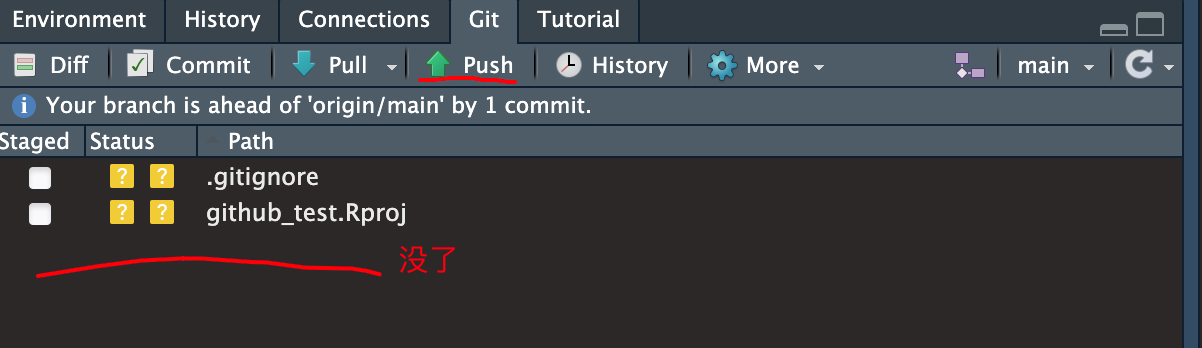 Environment History Connections Git Tutorial
Diff Commit Pull Push History More main
Your branch is ahead of 'origin/main' by 1 commit.
Staged Status Path
? ? .gitignore
? ? github_test.Rproj
没了